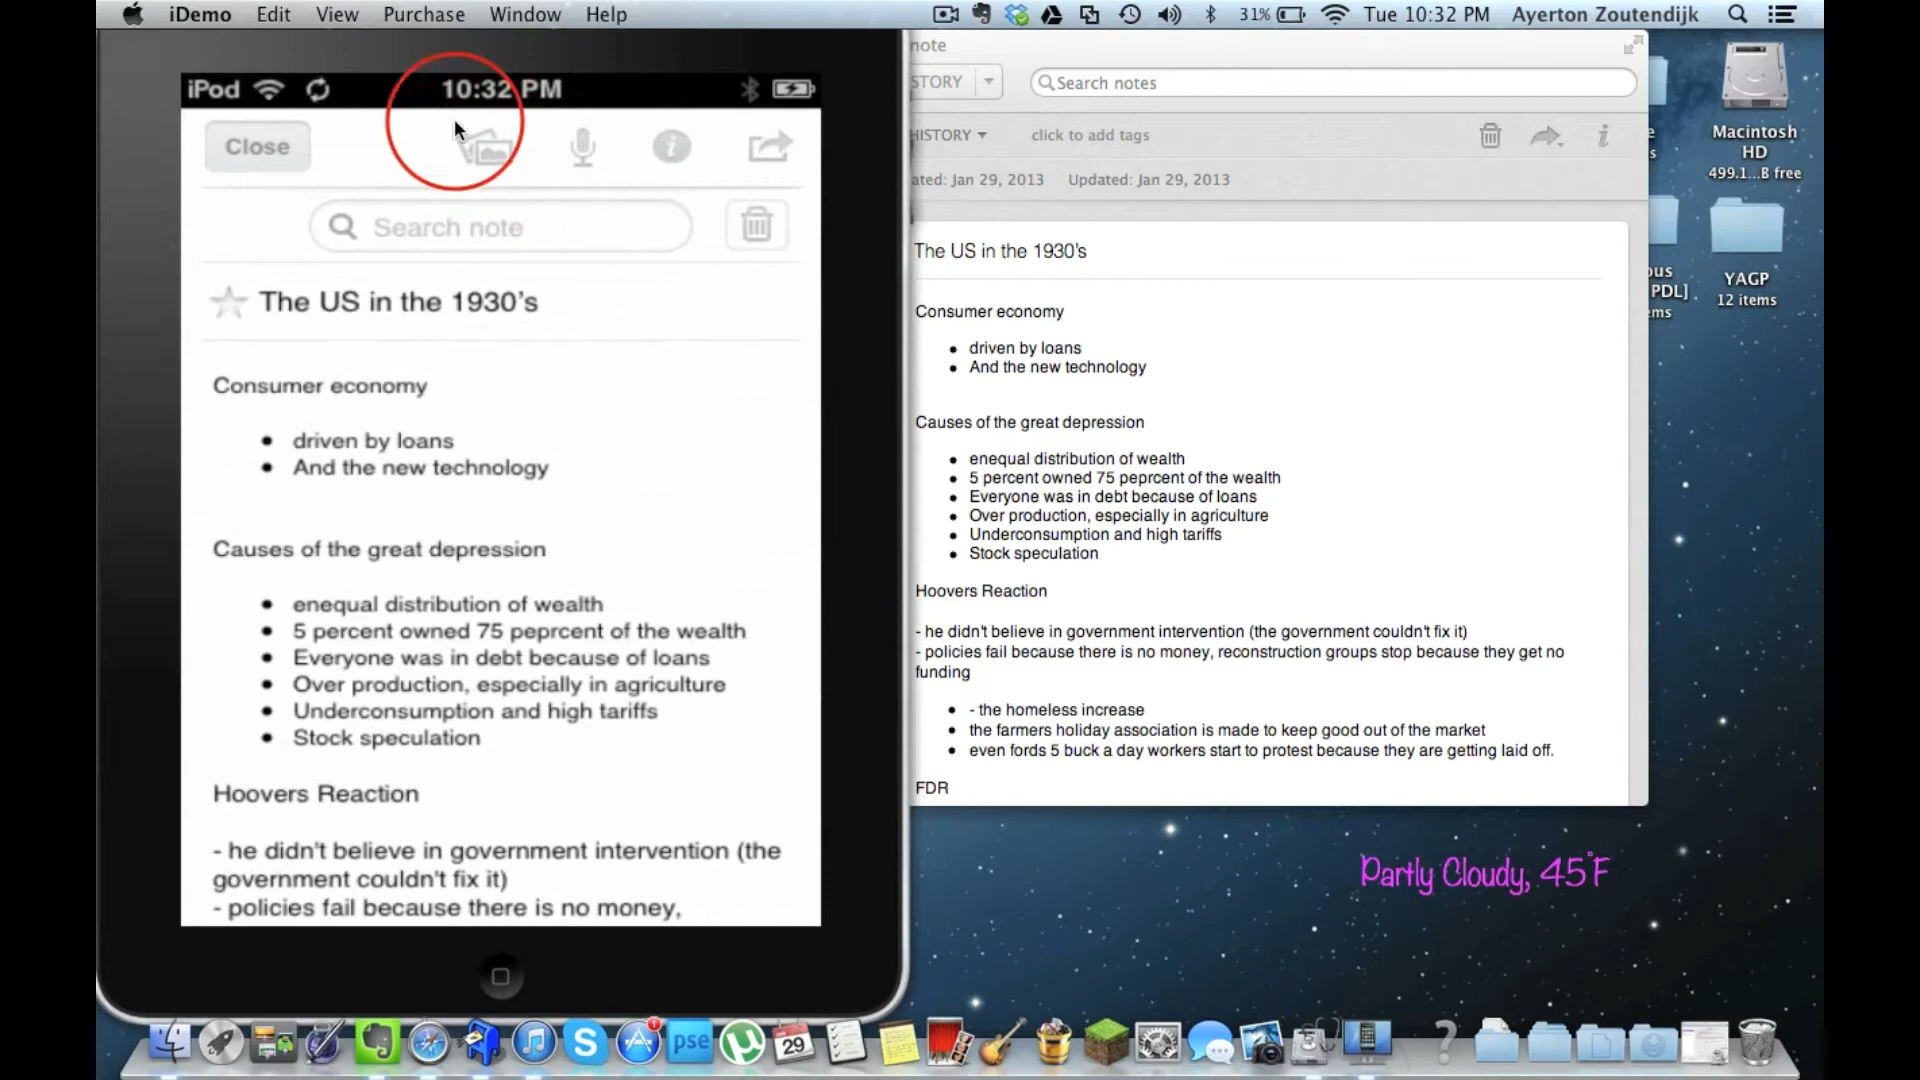 iDemo Edit View Purchase Window Help 31% Tue 10:32 PM Ayerton Zoutendijk
iPod 10:32 PM
Close
Search note
The US in the 1930's
Consumer economy
driven by loans
And the new technology
Causes of the great depression
enequal distribution of wealth
5 percent owned 75 peprcent of the wealth
Everyone was in debt because of loans
Over production, especially in agriculture
Underconsumption and high tariffs
Stock speculation
Hoovers Reaction
- he didn't believe in government intervention (the
government couldn't fix it)
- policies fail because there is no money,
note
STORY
Search notes
HISTORY
click to add tags
ated: Jan 29, 2013 Updated: Jan 29, 2013
The US in the 1930's
Consumer economy
driven by loans
And the new technology
Causes of the great depression
enequal distribution of wealth
5 percent owned 75 peprcent of the wealth
Everyone was in debt because of loans
Over production, especially in agriculture
Underconsumption and high tariffs
Stock speculation
Hoovers Reaction
- he didn't believe in government intervention (the government couldn't fix it)
- policies fail because there is no money, reconstruction groups stop because they get no
funding
- the homeless increase
the farmers holiday association is made to keep good out of the market
even fords 5 buck a day workers start to protest because they are getting laid off.
FDR
Macintosh
HD
499.1...B free
YAGP
12 items
PDL]
Partly Cloudy, 45°F
pse
29